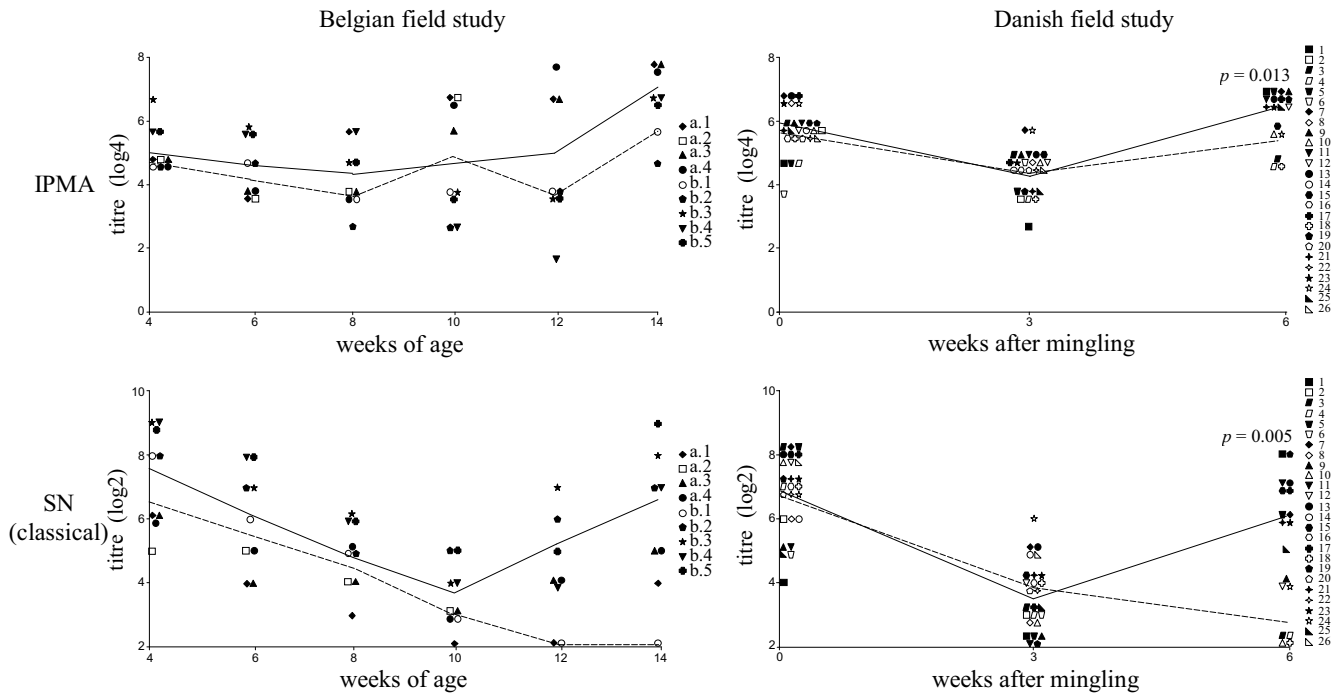 Belgian field study
Danish field study
IPMA
titre (log4)
8
6
4
2
0
4
6
8
10
12
14
weeks of age
a.1
a.2
a.3
a.4
b.1
b.2
b.3
b.4
b.5
titre (log4)
8
6
4
2
0
0
3
6
weeks after mingling
p = 0.013
1
2
3
4
5
6
7
8
9
10
11
12
13
14
15
16
17
18
19
20
21
22
23
24
25
26
SN
(classical)
titre (log2)
10
8
6
4
2
4
6
8
10
12
14
weeks of age
a.1
a.2
a.3
a.4
b.1
b.2
b.3
b.4
b.5
titre (log2)
10
8
6
4
2
0
3
6
weeks after mingling
p = 0.005
1
2
3
4
5
6
7
8
9
10
11
12
13
14
15
16
17
18
19
20
21
22
23
24
25
26